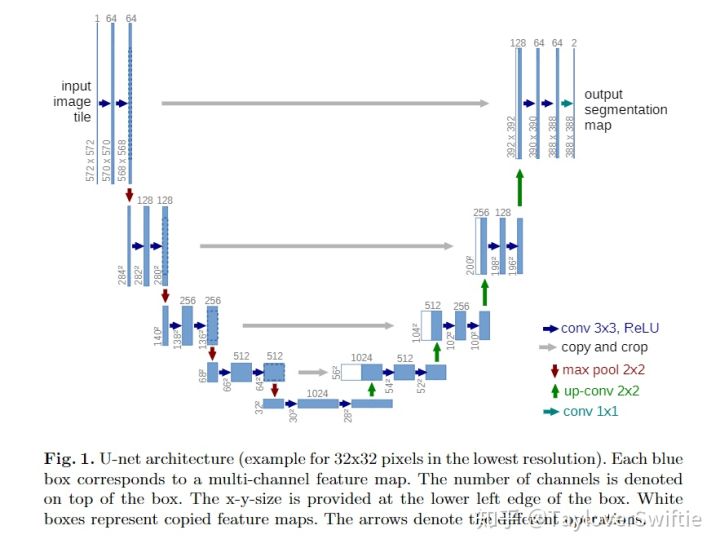 1 64 64
128 64 64 2
input
image
tile
output
segmentation
map
572 x 572
570 x 570
568 x 568
392 x 392
390 x 390
388 x 388
388 x 388
128 128
256 128
284²
282²
280²
200²
198²
196²
256 256
512 256
140²
138²
136²
104²
102²
100²
conv 3x3, ReLU
copy and crop
max pool 2x2
up-conv 2x2
conv 1x1
512 512
1024 512
68²
66²
64²
56²
54²
52²
1024
32²
30²
28²
Fig. 1. U-net architecture (example for 32x32 pixels in the lowest resolution). Each blue
box corresponds to a multi-channel feature map. The number of channels is denoted
on top of the box. The x-y-size is provided at the lower left edge of the box. White
boxes represent copied feature maps. The arrows denote the different operations.
知乎 @TayloverSwiftie